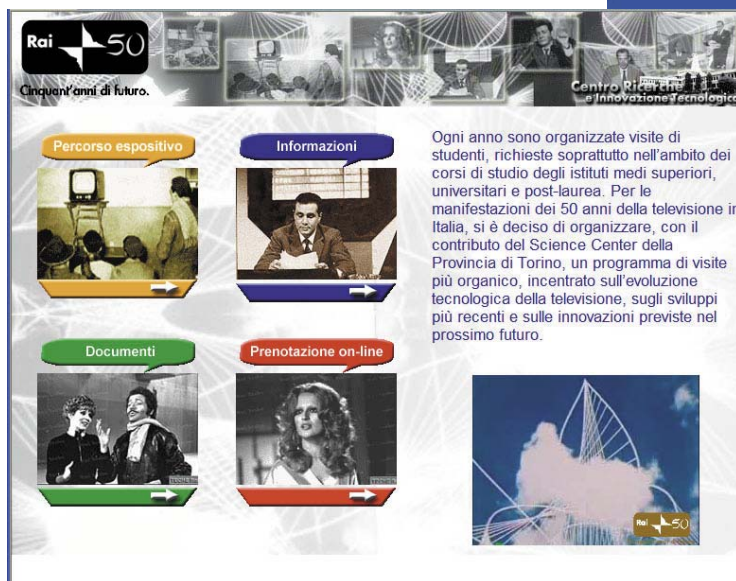 Rai 50
Cinquant'anni di futuro.
Centro Ricerche
e Innovazione Tecnologica
Percorso espositivo
Informazioni
Ogni anno sono organizzate visite di
studenti, richieste soprattutto nell'ambito dei
corsi di studio degli istituti medi superiori,
universitari e post-laurea. Per le
manifestazioni dei 50 anni della televisione in
Italia, si è deciso di organizzare, con il
contributo del Science Center della
Provincia di Torino, un programma di visite
più organico, incentrato sull'evoluzione
tecnologica della televisione, sugli sviluppi
più recenti e sulle innovazioni previste nel
prossimo futuro.
Documenti
Prenotazione on-line
Rai 50